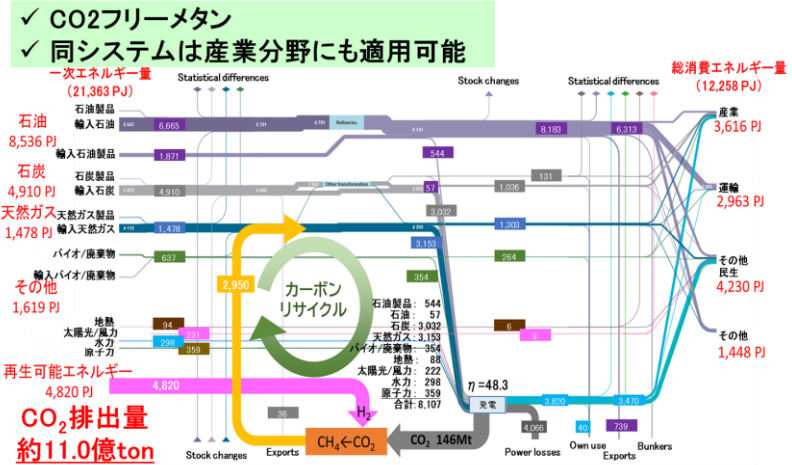 ✓ CO2フリーメタン
✓ 同システムは産業分野にも適用可能
一次エネルギー量
(21,363 PJ)
Statistical differences
Stock changes
Statistical differences
総消費エネルギー量
(12,258 PJ)
石油
8,536 PJ
石油製品
輸入石油
6,665
Refineries
8,183
6,313
産業
3,616 PJ
輸入石油製品
1,871
544
石炭
4,910 PJ
石炭製品
輸入石炭
4,910
Other transformation
57
131
1,036
運輸
2,963 PJ
3,032
天然ガス
1,478 PJ
天然ガス製品
輸入天然ガス
1,478
1,303
3,153
バイオ/廃棄物
637
264
その他
民生
4,230 PJ
輸入バイオ/廃棄物
354
その他
1,619 PJ
2,950
カーボン
リサイクル
地熱
94
太陽光/風力
231
水力
298
原子力
359
6
9
その他
1,448 PJ
石油製品: 544
石油: 57
石炭: 3,032
天然ガス: 3,153
バイオ/廃棄物: 354
地熱: 88
太陽光/風力: 222
水力: 298
原子力: 359
合計: 8,107
再生可能エネルギー
4,820 PJ
4,820
H2
η=48.3
発電
3,820
3,470
CO2排出量
約11.0億ton
36
CH4←CO2
CO2 146Mt
4,066
40
739
Stock changes
Exports
Power losses
Own use
Exports
Bunkers